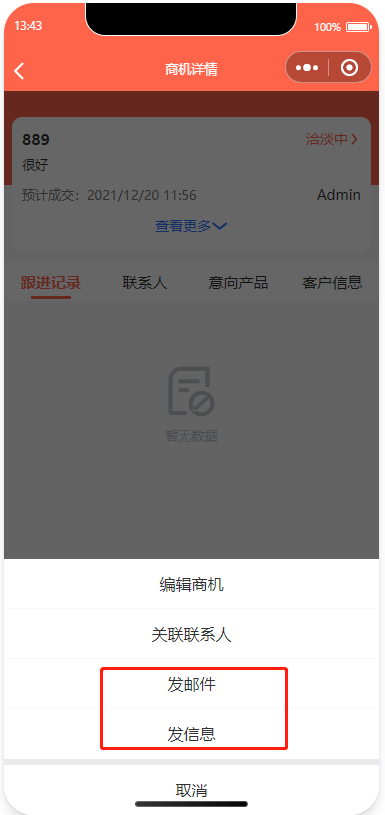 13:43
100%
商机详情
889
洽淡中
很好
预计成交：2021/12/20 11:56
Admin
查看更多
跟进记录
联系人
意向产品
客户信息
暂无数据
编辑商机
关联联系人
发邮件
发信息
取消